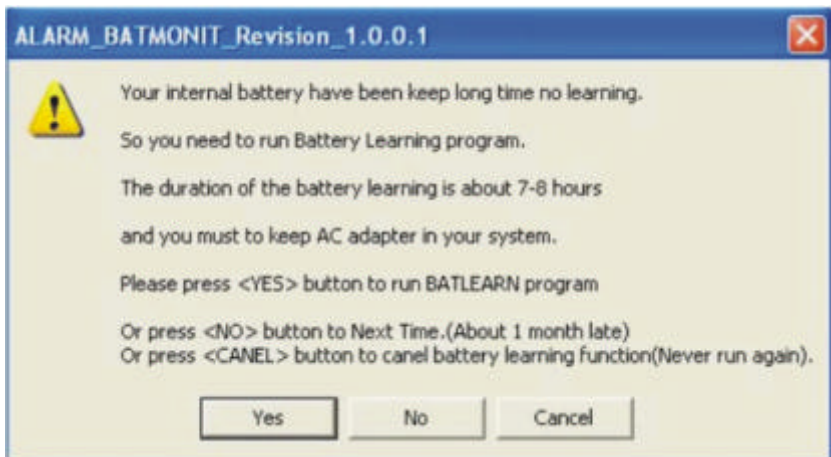 ALARM_BATMONIT_Revision_1.0.0.1
Your internal battery have been keep long time no learning.
So you need to run Battery Learning program.
The duration of the battery learning is about 7-8 hours
and you must to keep AC adapter in your system.
Please press <YES> button to run BATLEARN program
Or press <NO> button to Next Time.(About 1 month late)
Or press <CANEL> button to canel battery learning function(Never run again).
Yes No Cancel